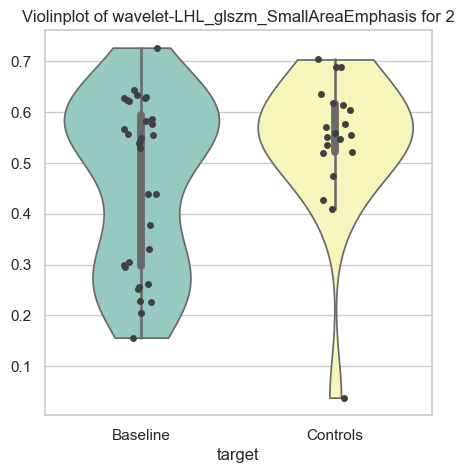 Violinplot of wavelet-LHL_glszm_SmallAreaEmphasis for 2
0.7
0.6
0.5
0.4
0.3
0.2
0.1
Baseline Controls
target